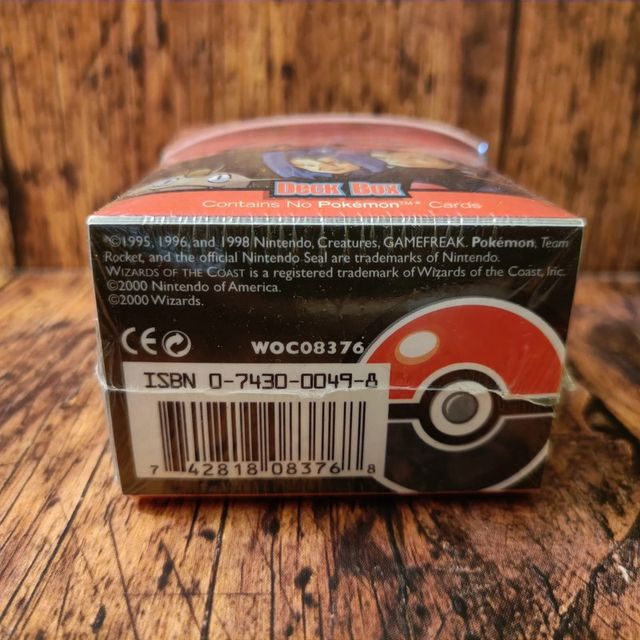 Deck Box
Contains No Pokémon™* Cards
*©1995, 1996, and 1998 Nintendo, Creatures, GAMEFREAK. Pokémon, Team
Rocket, and the official Nintendo Seal are trademarks of Nintendo.
WIZARDS OF THE COAST is a registered trademark of Wizards of the Coast, Inc.
©2000 Nintendo of America.
©2000 Wizards.
CE
WOC08376
ISBN 0-7430-0049-8
7 42818 08376 8